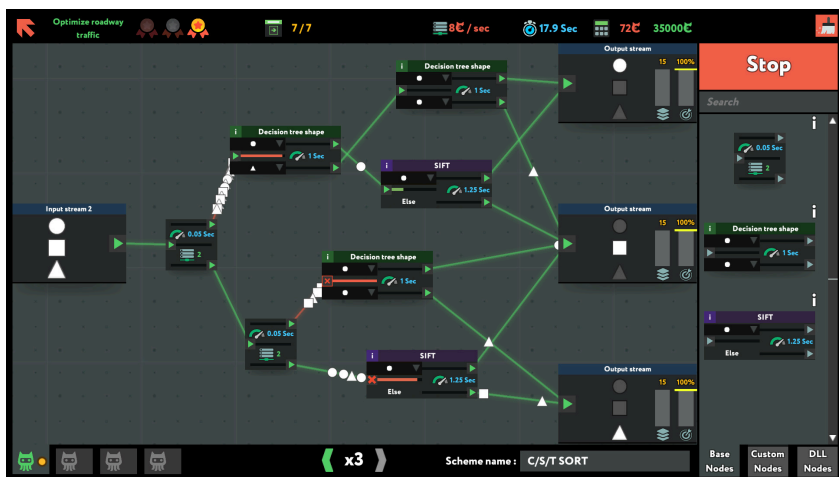 Optimize roadway
traffic
7/7
8₾ / sec
17.9 Sec
72₾
35000₾
Stop
Search
i
0.05 Sec
2
i
Decision tree shape
1 Sec
i
SIFT
1.25 Sec
Else
Input stream 2
0.05 Sec
2
i Decision tree shape
1 Sec
i Decision tree shape
1 Sec
i SIFT
1.25 Sec
Else
0.05 Sec
2
i Decision tree shape
1 Sec
i SIFT
1.25 Sec
Else
Output stream
15 100%
Output stream
15 100%
Output stream
15 100%
x3
Scheme name : C/S/T SORT
Base
Nodes
Custom
Nodes
DLL
Nodes